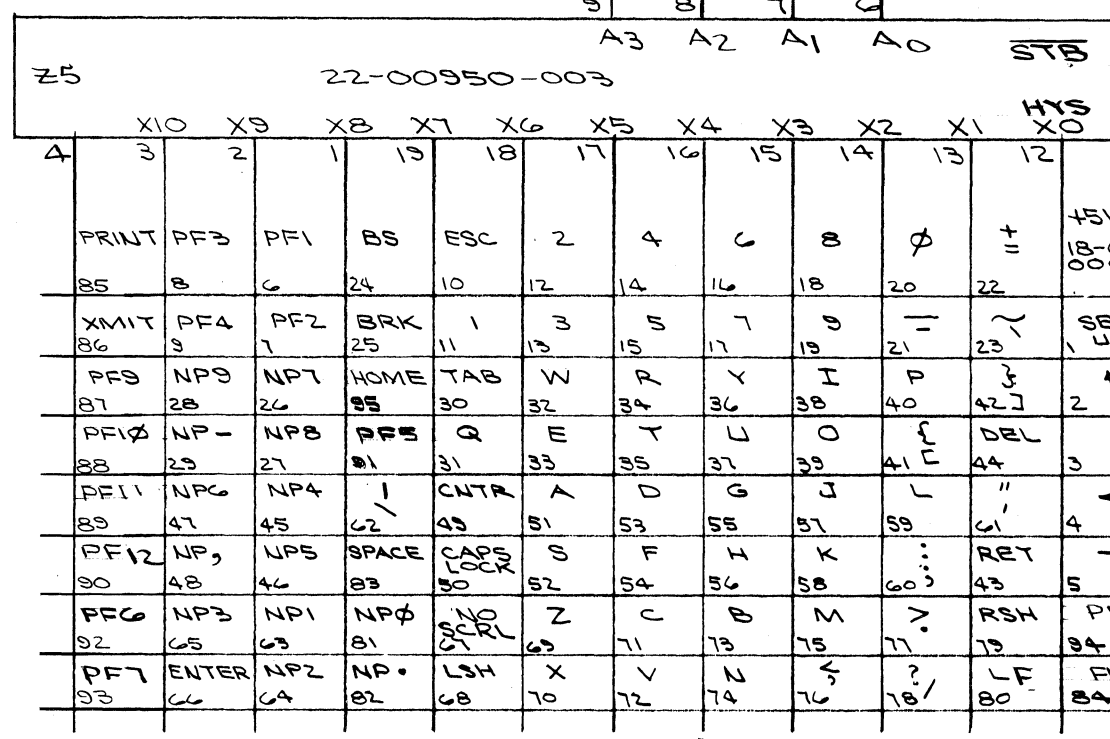 9 8 7 6
A3 A2 A1 A0 STB
Z5 22-00950-003
HYS
X10 X9 X8 X7 X6 X5 X4 X3 X2 X1 X0
4 3 2 1 19 18 17 16 15 14 13 12
+5V
PRINT PF3 PF1 BS ESC 2 4 6 8 Ø + =
18-
85 8 6 24 10 12 14 16 18 20 22
XMIT PF4 PF2 BRK 1 3 5 7 9 — = ~ \ SE
86 9 7 25 11 13 15 17 19 21 23 1
PF9 NP9 NP7 HOME TAB W R Y I P }
87 28 26 95 30 32 34 36 38 40 42 ] 2
PF1Ø NP- NP8 PF5 Q E T U O { DEL
88 29 27 91 31 33 35 37 39 41 [ 44 3
PF11 NP6 NP4 | \ CNTR A D G J L " '
89 47 45 62 49 51 53 55 57 59 61 4
PF12 NP, NP5 SPACE CAPS LOCK S F H K : ; RET
90 48 46 83 50 52 54 56 58 60 43 5
PF6 NP3 NP1 NPØ NO SCRL Z C B M > . RSH P
92 65 63 81 67 69 71 73 75 77 79 94
PF7 ENTER NP2 NP. LSH X V N < , ? / LF F
93 66 64 82 68 70 72 74 76 78 80 84